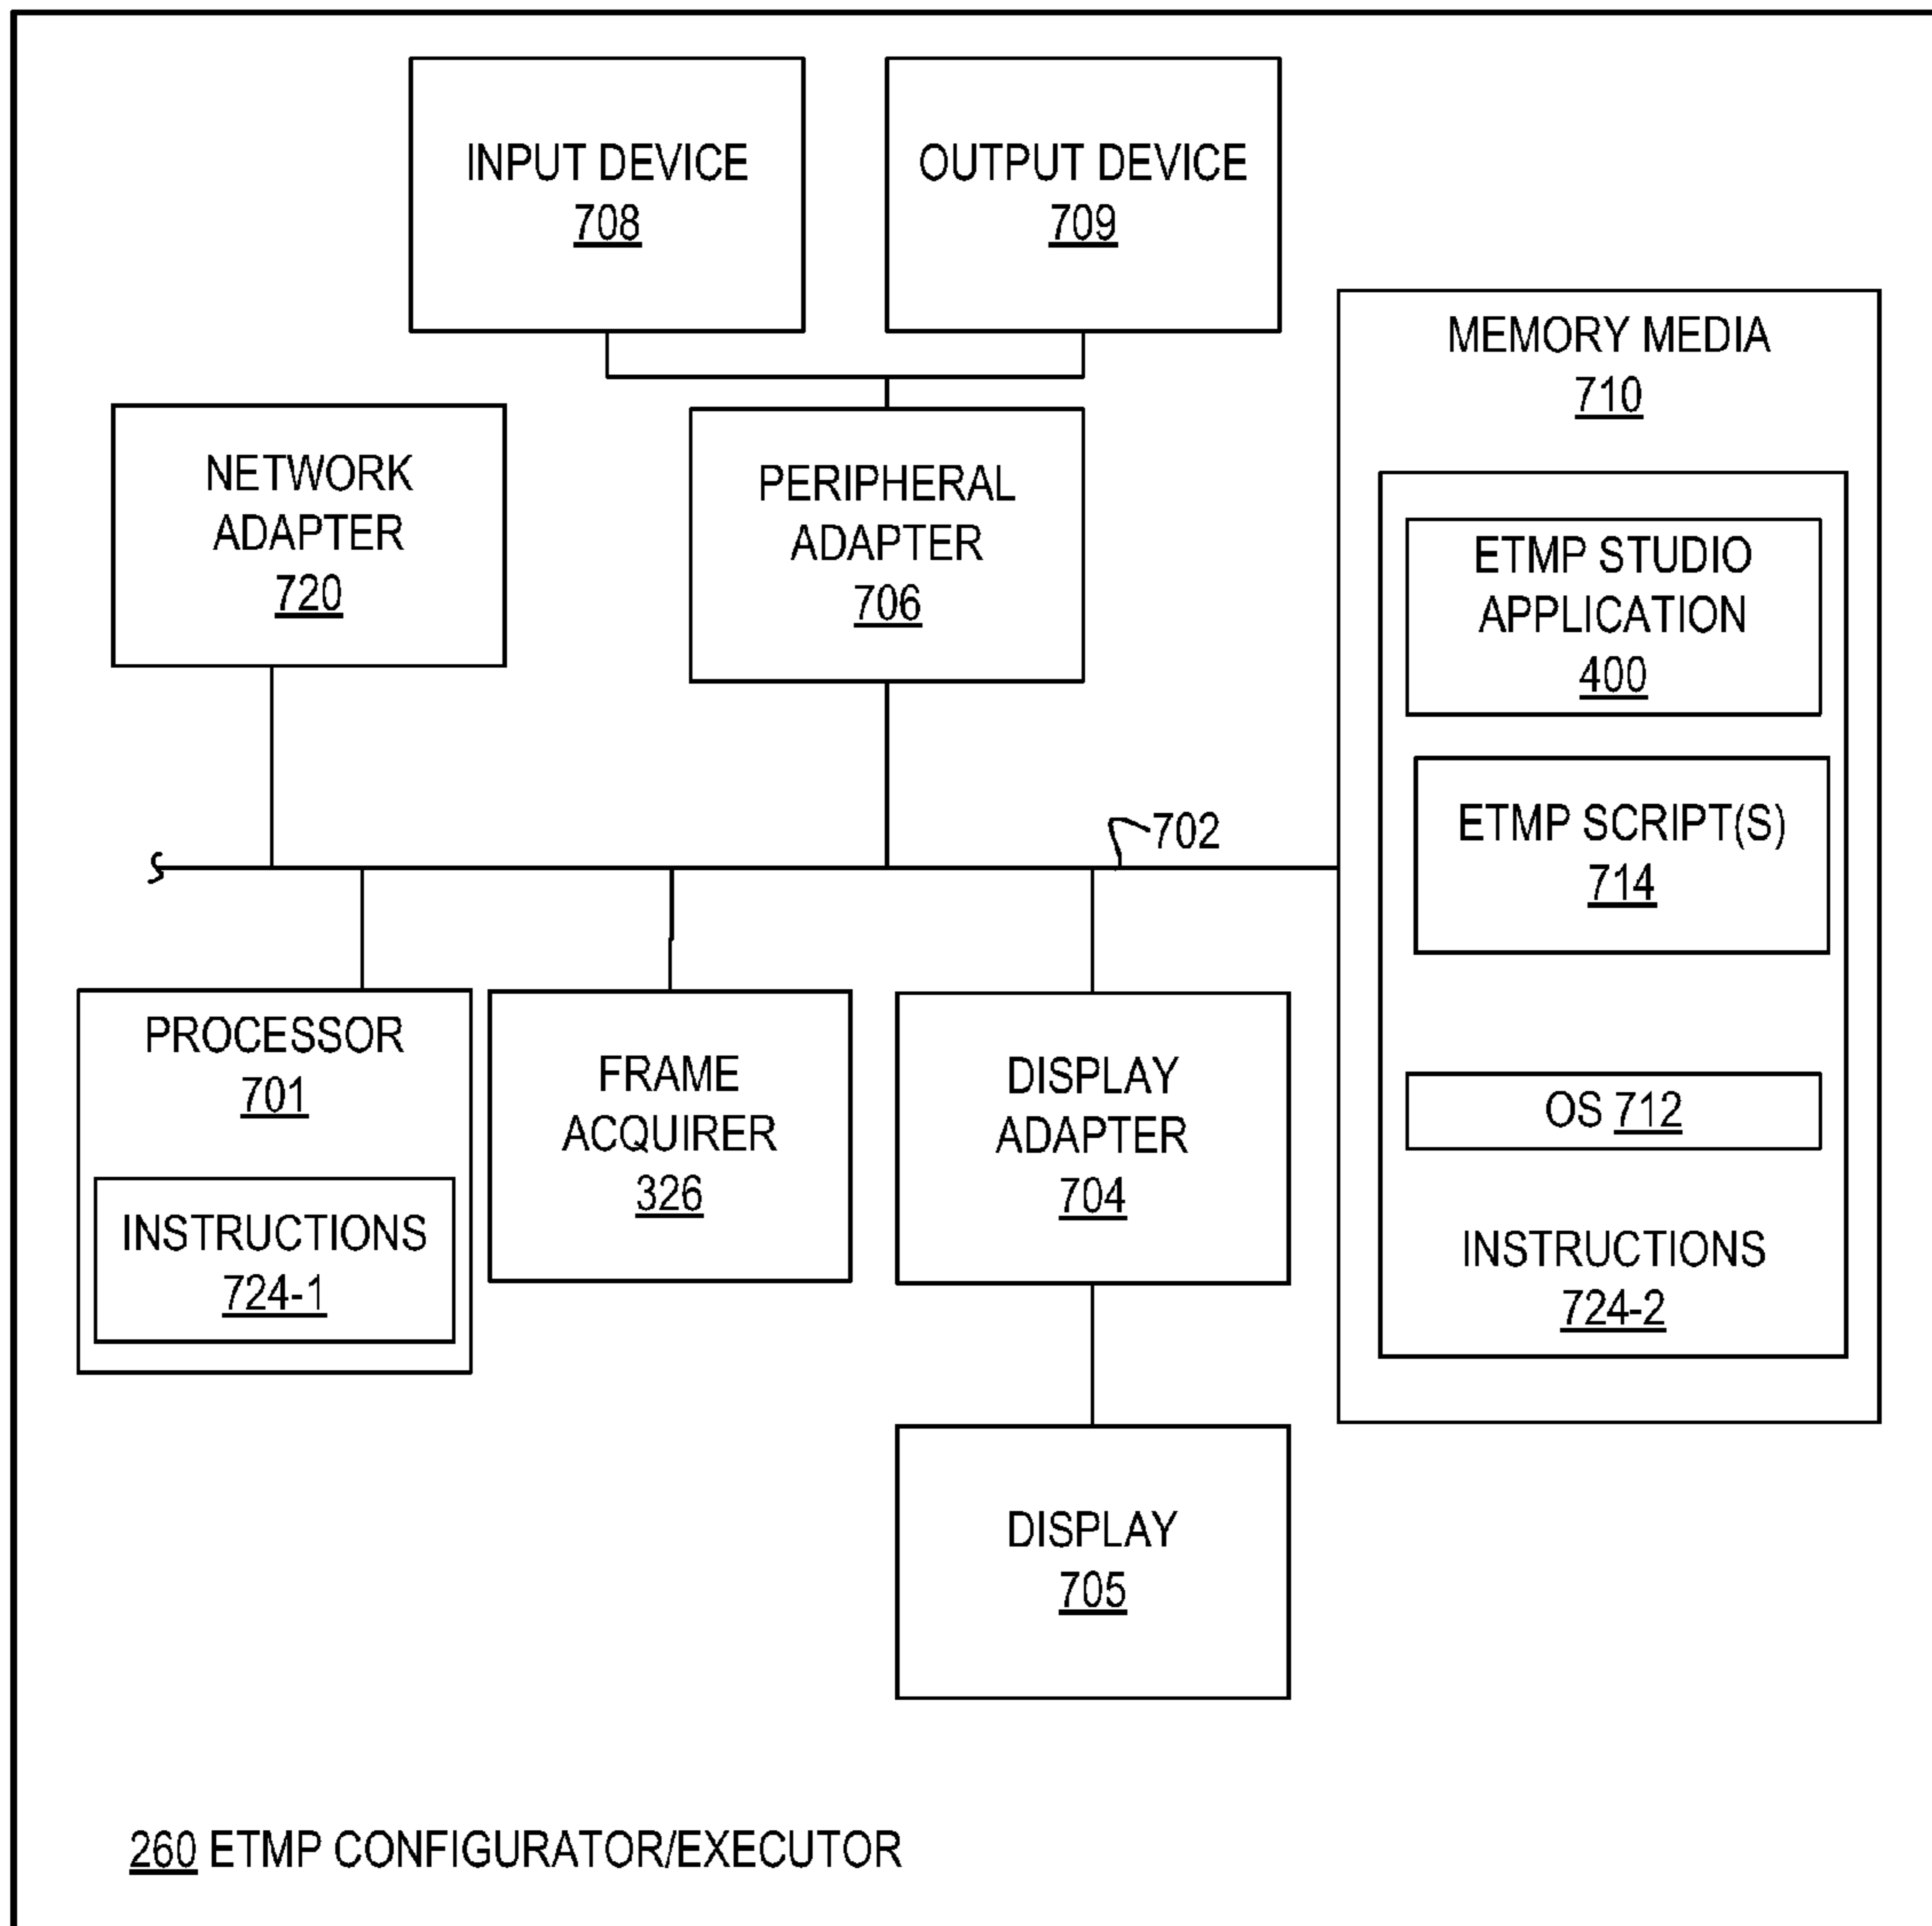 INPUT DEVICE
708
OUTPUT DEVICE
709
MEMORY MEDIA
710
NETWORK
ADAPTER
720
PERIPHERAL
ADAPTER
706
ETMP STUDIO
APPLICATION
400
ETMP SCRIPT(S)
714
702
PROCESSOR
701
INSTRUCTIONS
724-1
FRAME
ACQUIRER
326
DISPLAY
ADAPTER
704
OS 712
INSTRUCTIONS
724-2
DISPLAY
705
260 ETMP CONFIGURATOR/EXECUTOR